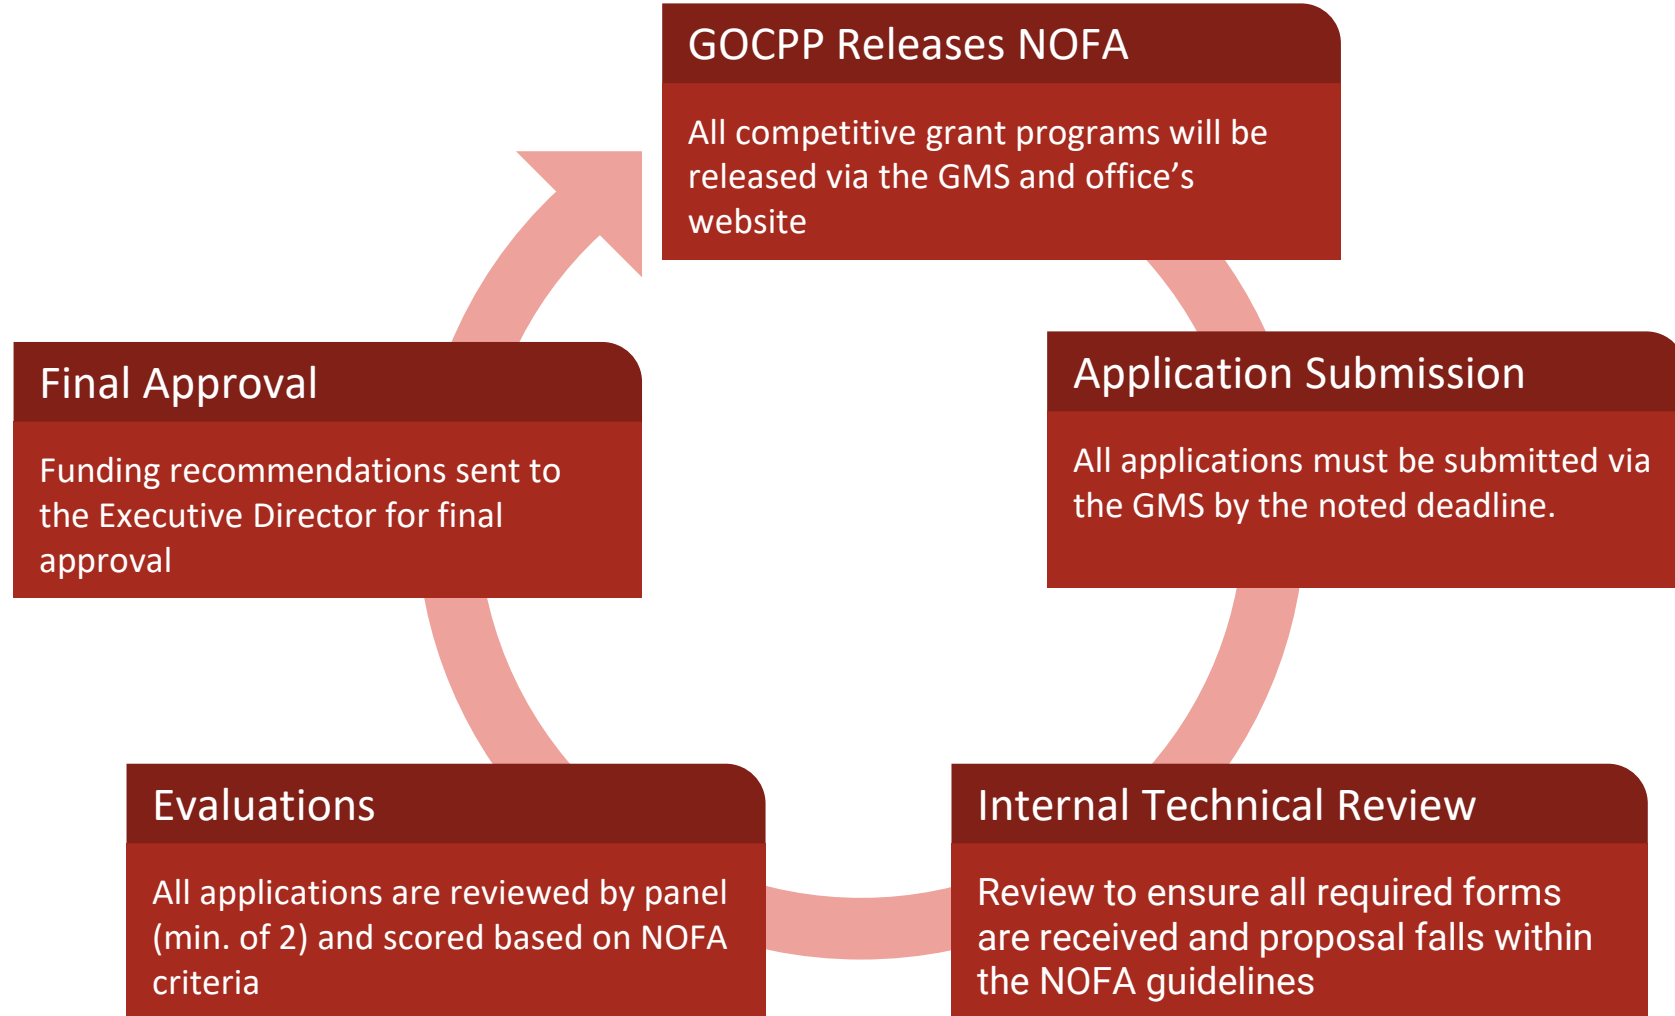 GOCPP Releases NOFA
All competitive grant programs will be
released via the GMS and office’s
website
Application Submission
All applications must be submitted via
the GMS by the noted deadline.
Internal Technical Review
Review to ensure all required forms
are received and proposal falls within
the NOFA guidelines
Evaluations
All applications are reviewed by panel
(min. of 2) and scored based on NOFA
criteria
Final Approval
Funding recommendations sent to
the Executive Director for final
approval